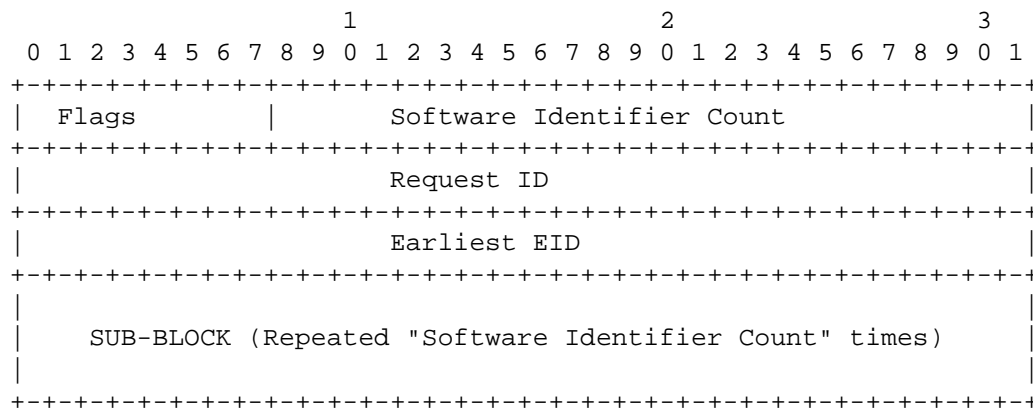 1                   2                   3
 0 1 2 3 4 5 6 7 8 9 0 1 2 3 4 5 6 7 8 9 0 1 2 3 4 5 6 7 8 9 0 1
+-+-+-+-+-+-+-+-+-+-+-+-+-+-+-+-+-+-+-+-+-+-+-+-+-+-+-+-+-+-+-+-+
|  Flags        |       Software Identifier Count               |
+-+-+-+-+-+-+-+-+-+-+-+-+-+-+-+-+-+-+-+-+-+-+-+-+-+-+-+-+-+-+-+-+
|                       Request ID                              |
+-+-+-+-+-+-+-+-+-+-+-+-+-+-+-+-+-+-+-+-+-+-+-+-+-+-+-+-+-+-+-+-+
|                       Earliest EID                            |
+-+-+-+-+-+-+-+-+-+-+-+-+-+-+-+-+-+-+-+-+-+-+-+-+-+-+-+-+-+-+-+-+
|                                                               |
|    SUB-BLOCK (Repeated "Software Identifier Count" times)     |
|                                                               |
+-+-+-+-+-+-+-+-+-+-+-+-+-+-+-+-+-+-+-+-+-+-+-+-+-+-+-+-+-+-+-+-+